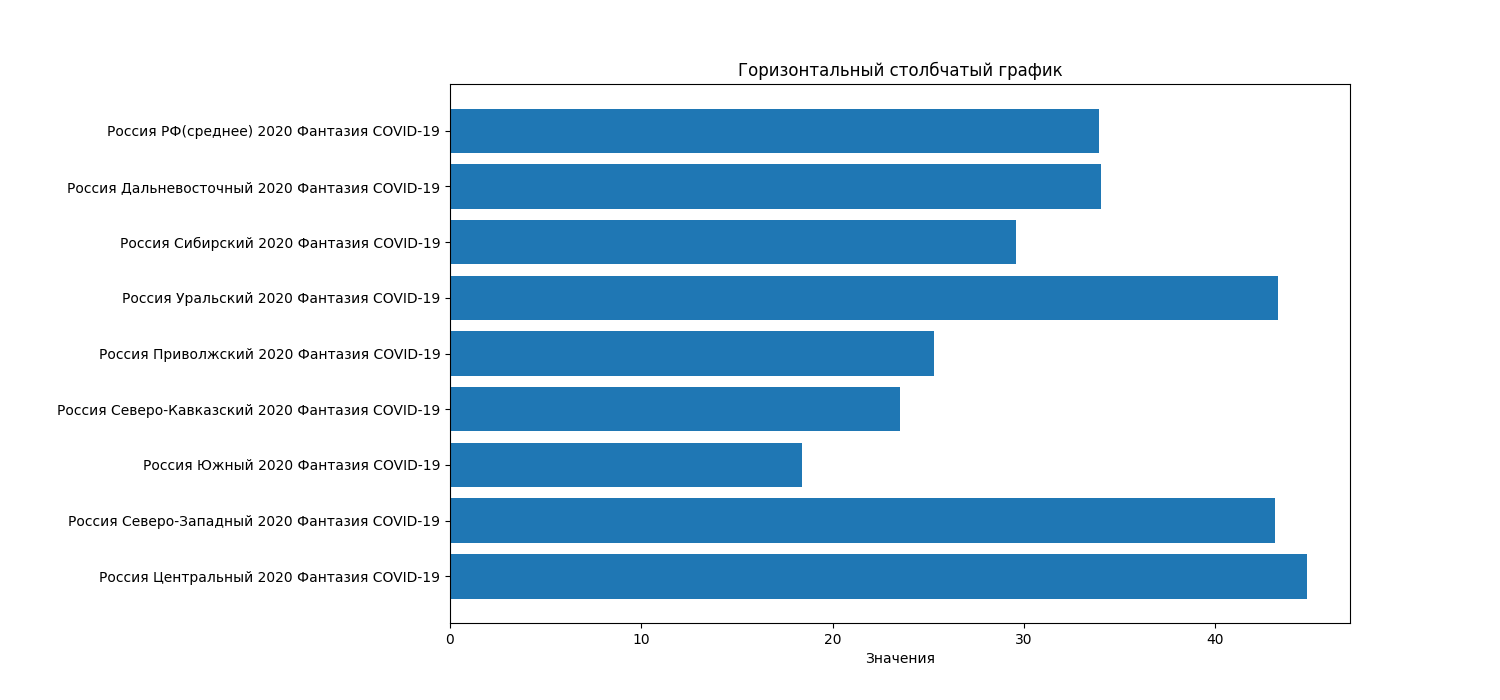 Горизонтальный столбчатый график
Россия РФ(среднее) 2020 Фантазия COVID-19
Россия Дальневосточный 2020 Фантазия COVID-19
Россия Сибирский 2020 Фантазия COVID-19
Россия Уральский 2020 Фантазия COVID-19
Россия Приволжский 2020 Фантазия COVID-19
Россия Северо-Кавказский 2020 Фантазия COVID-19
Россия Южный 2020 Фантазия COVID-19
Россия Северо-Западный 2020 Фантазия COVID-19
Россия Центральный 2020 Фантазия COVID-19
0 10 20 30 40
Значения